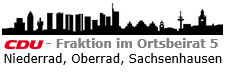 CDU - Fraktion im Ortsbeirat 5
Niederrad, Oberrad, Sachsenhausen